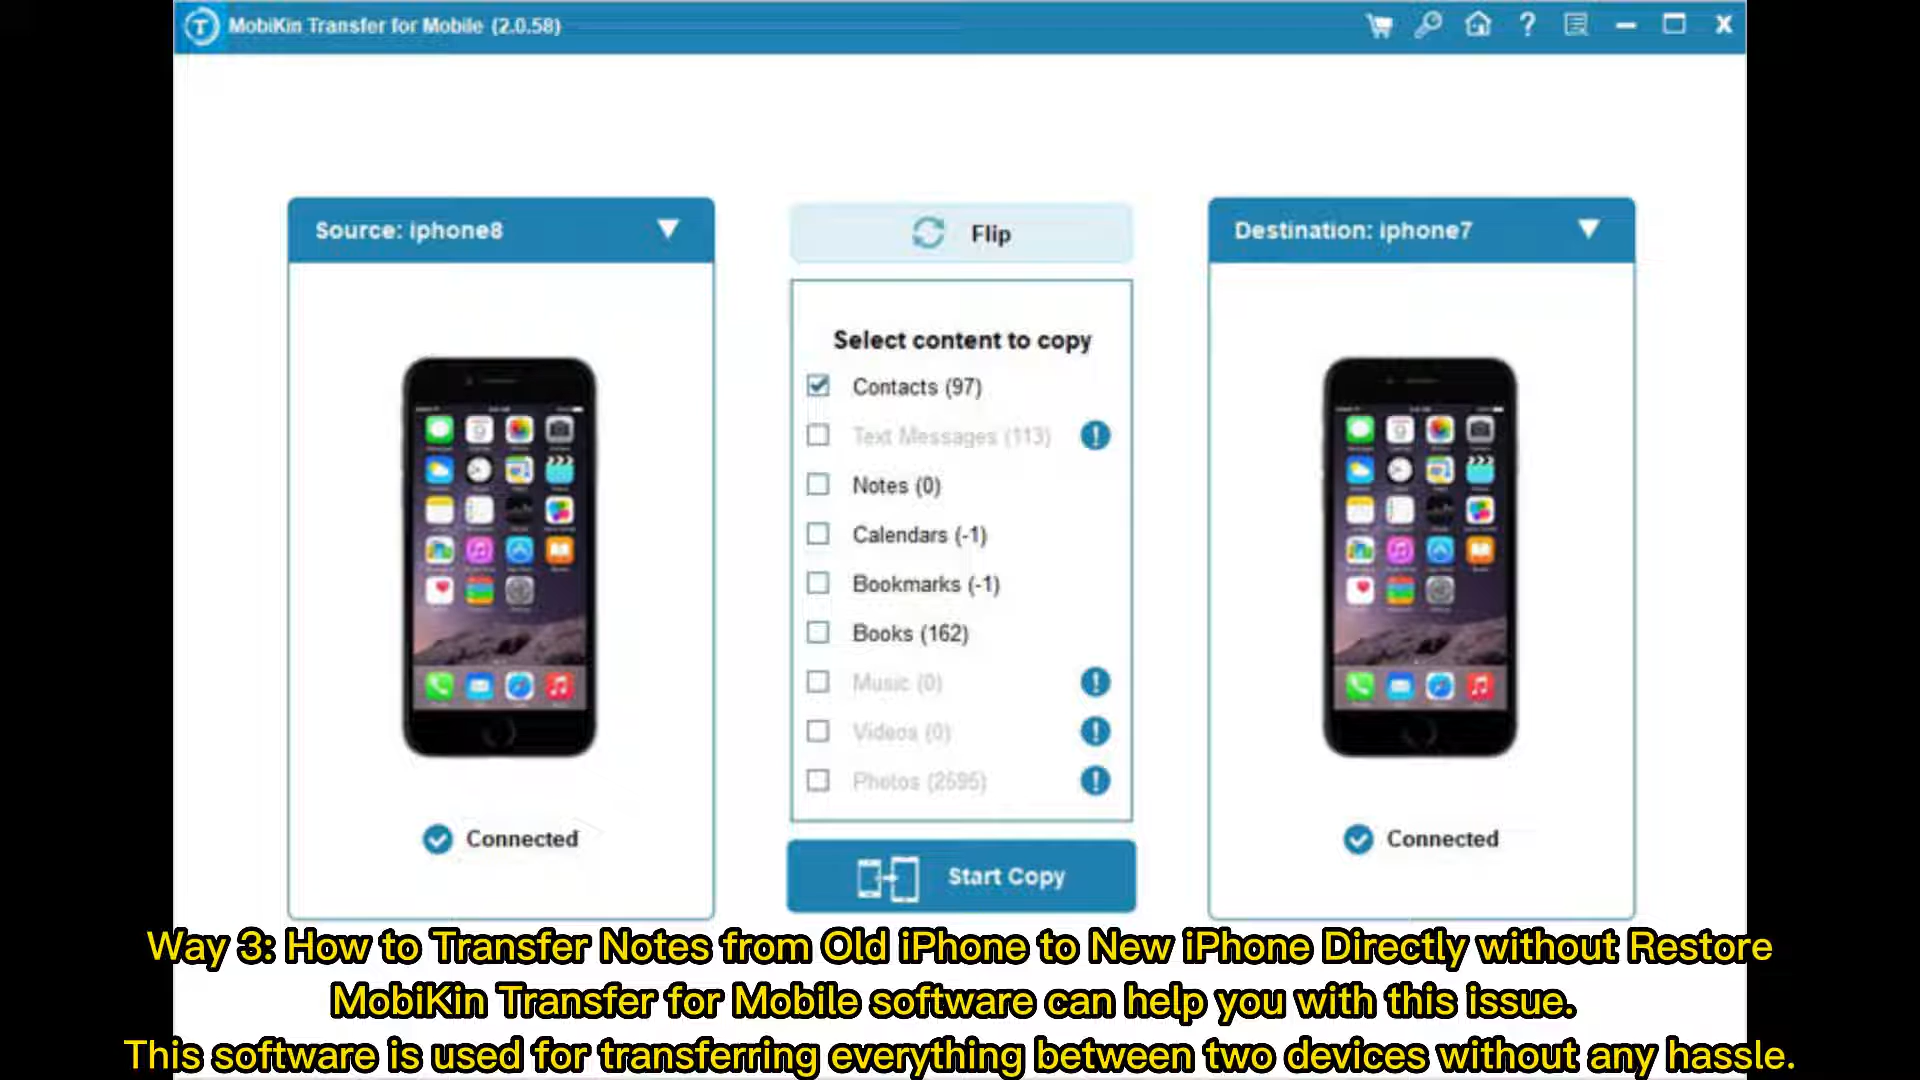 MobiKin Transfer for Mobile (2.0.58)
Source: iphone8
Flip
Destination: iphone7
Select content to copy
Contacts (97)
Text Messages (113)
Notes (0)
Calendars (-1)
Bookmarks (-1)
Books (162)
Music (0)
Videos (0)
Photos (2595)
Connected
Connected
Start Copy
Way 3: How to Transfer Notes from Old iPhone to New iPhone Directly without Restore
MobiKin Transfer for Mobile software can help you with this issue.
This software is used for transferring everything between two devices without any hassle.